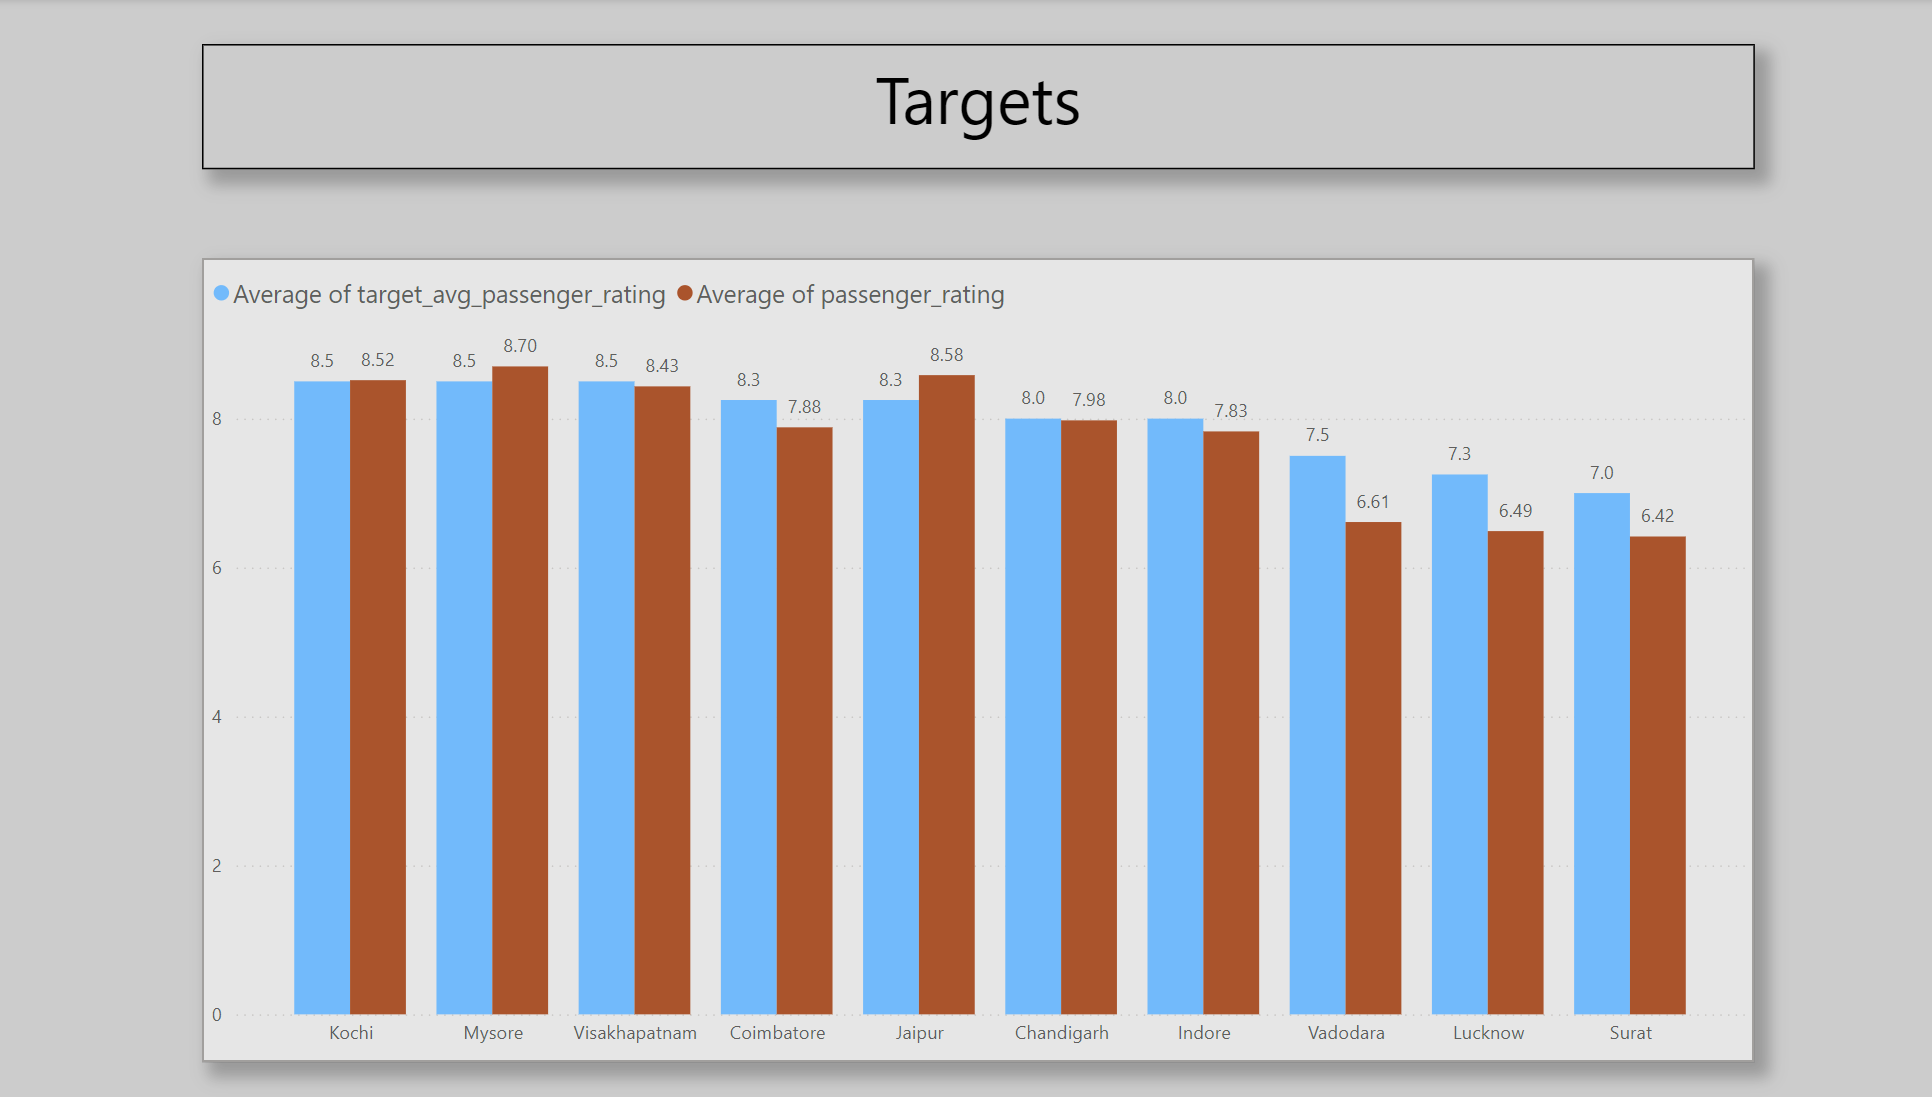 Targets
Average of target_avg_passenger_rating Average of passenger_rating
8.5 8.52 8.5 8.70 8.5 8.43 8.3 7.88 8.3 8.58 8.0 7.98 8.0 7.83 7.5 6.61 7.3 6.49 7.0 6.42
8
6
4
2
0
Kochi Mysore Visakhapatnam Coimbatore Jaipur Chandigarh Indore Vadodara Lucknow Surat